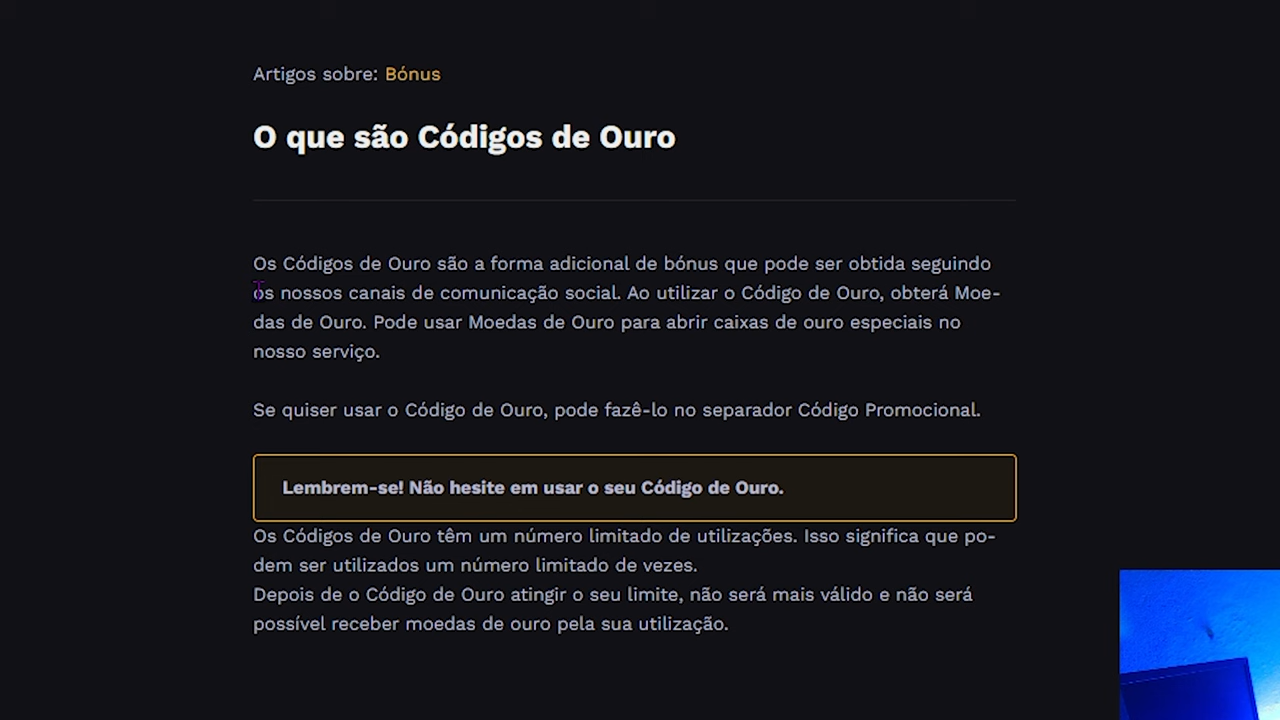 Artigos sobre: Bónus
O que são Códigos de Ouro
Os Códigos de Ouro são a forma adicional de bónus que pode ser obtida seguindo
os nossos canais de comunicação social. Ao utilizar o Código de Ouro, obterá Moe-
das de Ouro. Pode usar Moedas de Ouro para abrir caixas de ouro especiais no
nosso serviço.
Se quiser usar o Código de Ouro, pode fazê-lo no separador Código Promocional.
Lembrem-se! Não hesite em usar o seu Código de Ouro.
Os Códigos de Ouro têm um número limitado de utilizações. Isso significa que po-
dem ser utilizados um número limitado de vezes.
Depois de o Código de Ouro atingir o seu limite, não será mais válido e não será
possível receber moedas de ouro pela sua utilização.